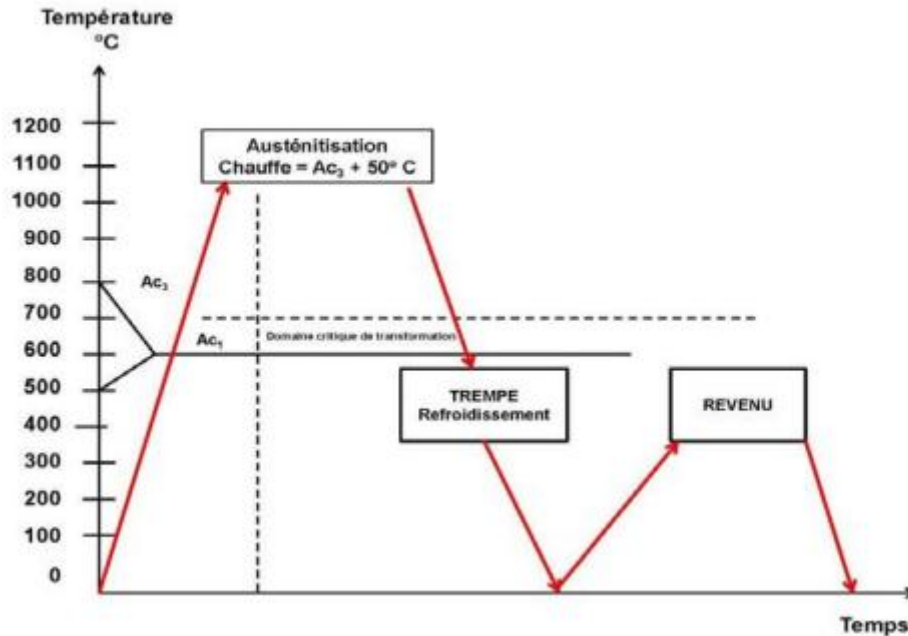 Température
°C
1200
1100
1000
900
800
700
600
500
400
300
200
100
0
Austénitisation
Chauffe = Ac₃ + 50° C
Ac₃
Ac₁
Domaine critique de transformation
TREMPE
Refroidissement
REVENU
Temps